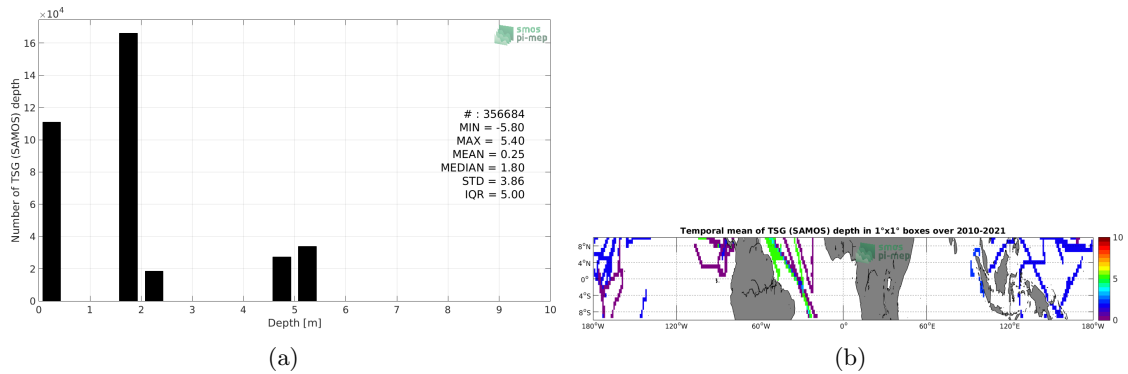 ×10⁴
16
14
12
10
8
6
4
2
0
Number of TSG (SAMOS) depth
smos
pi-mep
# : 356684
MIN = -5.80
MAX = 5.40
MEAN = 0.25
MEDIAN = 1.80
STD = 3.86
IQR = 5.00
0 1 2 3 4 5 6 7 8 9 10
Depth [m]
(a)
Temporal mean of TSG (SAMOS) depth in 1°x1° boxes over 2010-2021
smos
pi-mep
8°N
4°N
0°
4°S
8°S
180°W 120°W 60°W 0° 60°E 120°E 180°W
10
5
0
(b)